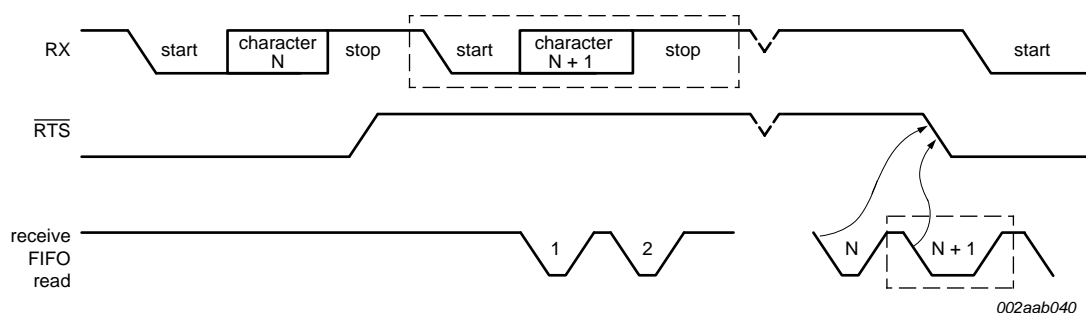 RX
start
character
N
stop
start
character
N + 1
stop
start
RTS
receive
FIFO
read
1
2
N
N + 1
002aab040